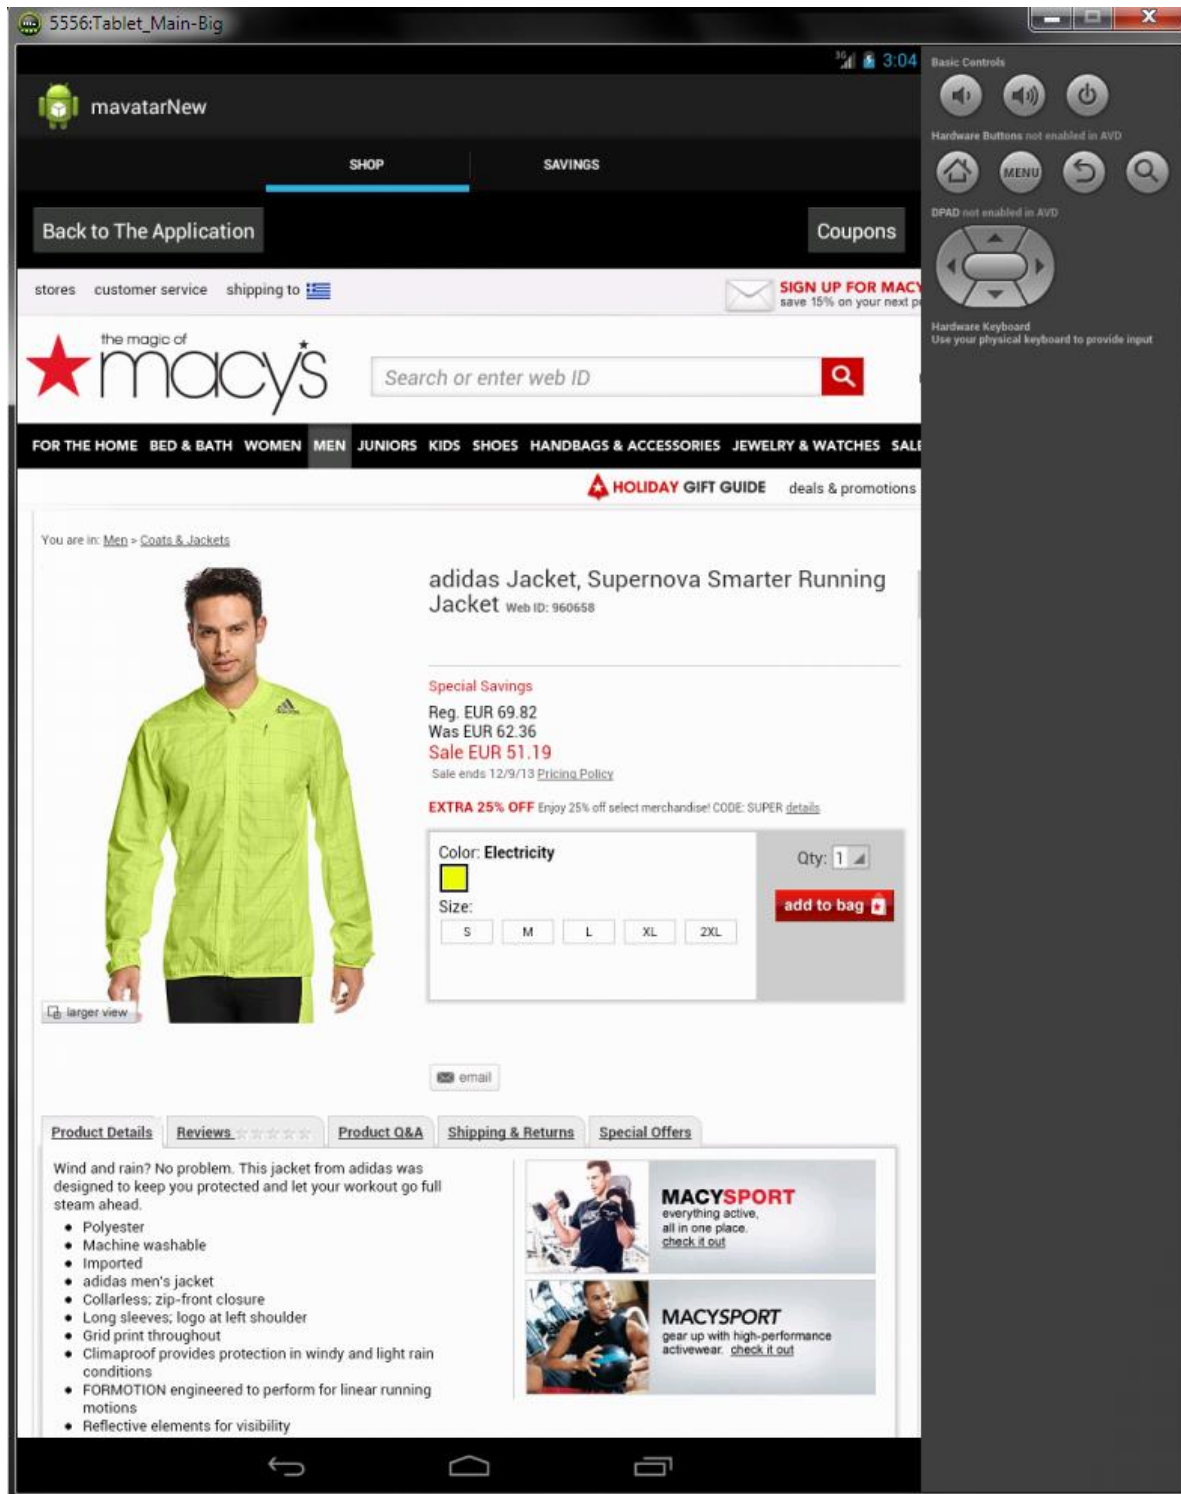 5556:Tablet_Main-Big
3G 3:04
mavatarNew
SHOP SAVINGS
Back to The Application Coupons
stores customer service shipping to
SIGN UP FOR MACY
save 15% on your next p
the magic of
macy's
Search or enter web ID
FOR THE HOME BED & BATH WOMEN MEN JUNIORS KIDS SHOES HANDBAGS & ACCESSORIES JEWELRY & WATCHES SALE
HOLIDAY GIFT GUIDE deals & promotions
You are in: Men > Coats & Jackets
adidas Jacket, Supernova Smarter Running
Jacket Web ID: 960658
Special Savings
Reg. EUR 69.82
Was EUR 62.36
Sale EUR 51.19
Sale ends 12/9/13 Pricing Policy
EXTRA 25% OFF Enjoy 25% off select merchandise! CODE: SUPER details
Color: Electricity
Size:
S M L XL 2XL
Qty: 1
add to bag
larger view
email
Product Details Reviews Product Q&A Shipping & Returns Special Offers
Wind and rain? No problem. This jacket from adidas was
designed to keep you protected and let your workout go full
steam ahead.
• Polyester
• Machine washable
• Imported
• adidas men's jacket
• Collarless; zip-front closure
• Long sleeves; logo at left shoulder
• Grid print throughout
• Climaproof provides protection in windy and light rain
conditions
• FORMOTION engineered to perform for linear running
motions
• Reflective elements for visibility
MACYSPORT
everything active,
all in one place.
check it out
MACYSPORT
gear up with high-performance
activewear. check it out
Basic Controls
Hardware Buttons not enabled in AVD
MENU
DPAD not enabled in AVD
Hardware Keyboard
Use your physical keyboard to provide input